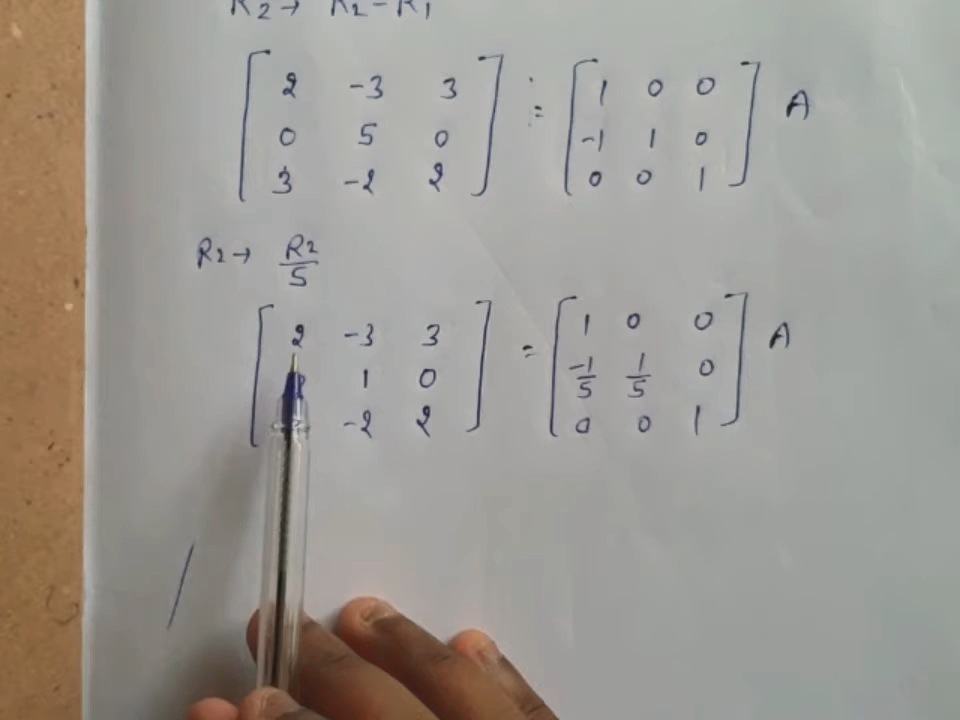 R2 → R2 - R1
[2 -3 3] = [1 0 0] A
[0 5 0] [-1 1 0]
[3 -2 2] [0 0 1]
R2 → R2/5
[2 -3 3] = [1 0 0] A
[1 0] [-1/5 1/5 0]
[-2 2] [0 0 1]